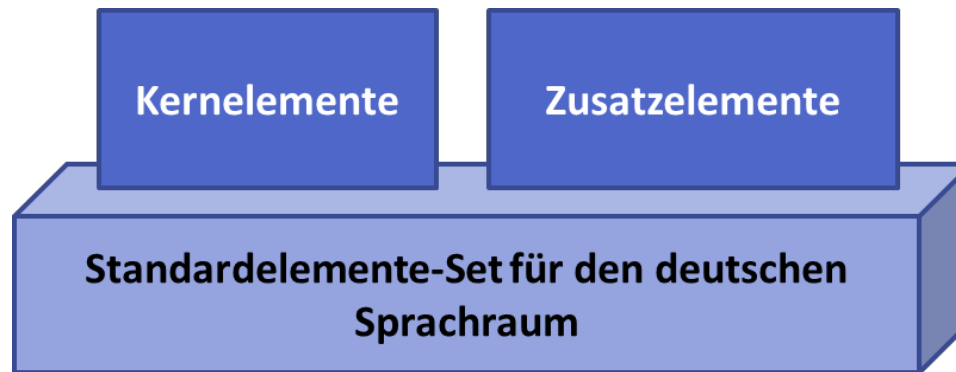 Kernelemente
Zusatzelemente
Standardelemente-Set für den deutschen
Sprachraum